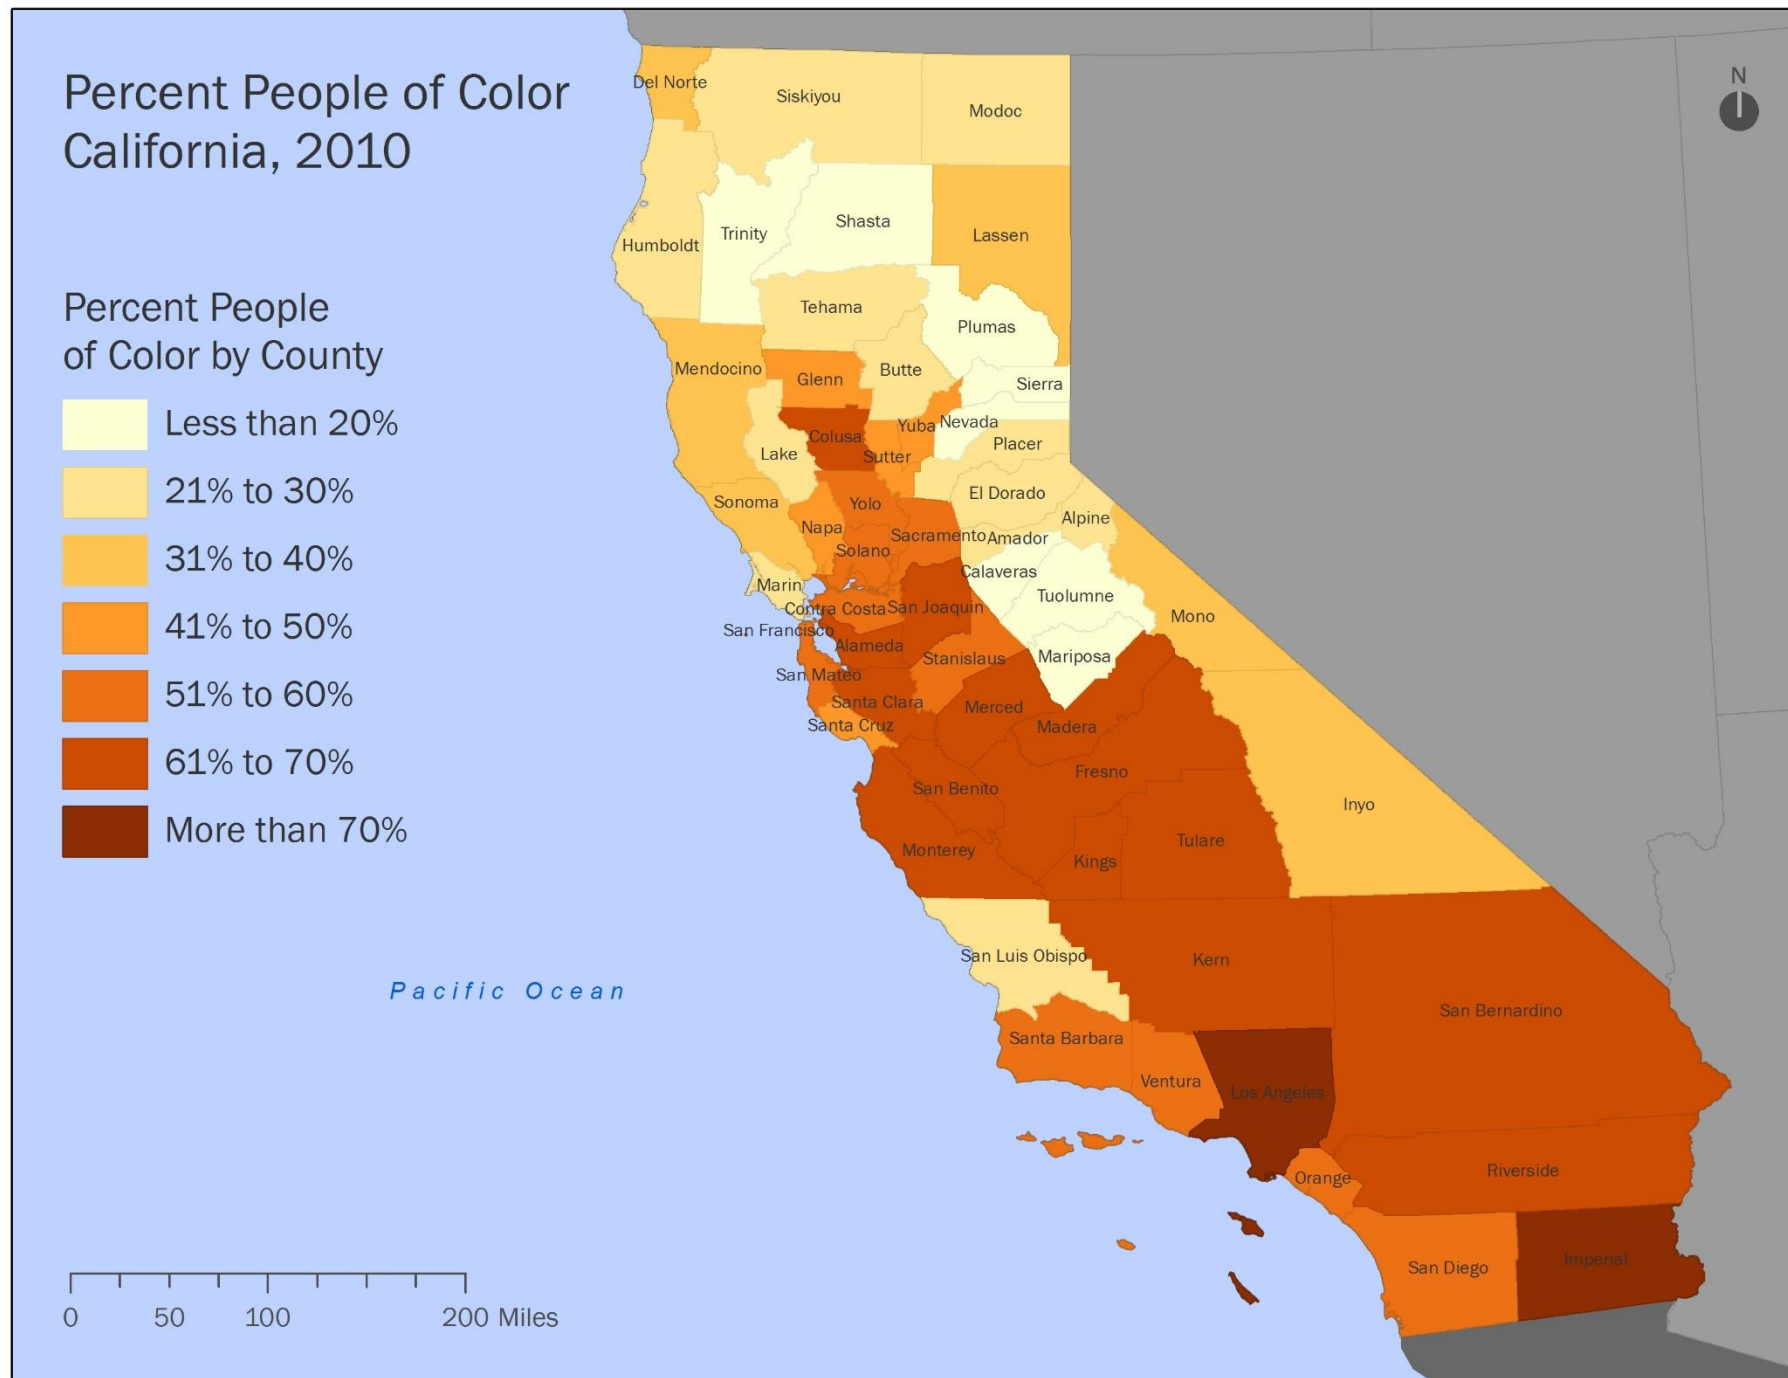 Percent People of Color
California, 2010
N
Percent People
of Color by County
Less than 20%
21% to 30%
31% to 40%
41% to 50%
51% to 60%
61% to 70%
More than 70%
Del Norte
Siskiyou
Modoc
Humboldt
Trinity
Shasta
Lassen
Tehama
Plumas
Mendocino
Glenn
Butte
Sierra
Colusa
Yuba
Nevada
Lake
Sutter
Placer
Sonoma
Yolo
El Dorado
Napa
Alpine
Solano
Sacramento
Amador
Marin
Calaveras
Contra Costa
San Joaquin
Tuolumne
Mono
San Francisco
Alameda
Stanislaus
Mariposa
San Mateo
Santa Clara
Merced
Santa Cruz
Madera
Fresno
San Benito
Inyo
Monterey
Kings
Tulare
San Luis Obispo
Kern
Pacific Ocean
San Bernardino
Santa Barbara
Ventura
Los Angeles
Orange
Riverside
San Diego
Imperial
0 50 100 200 Miles